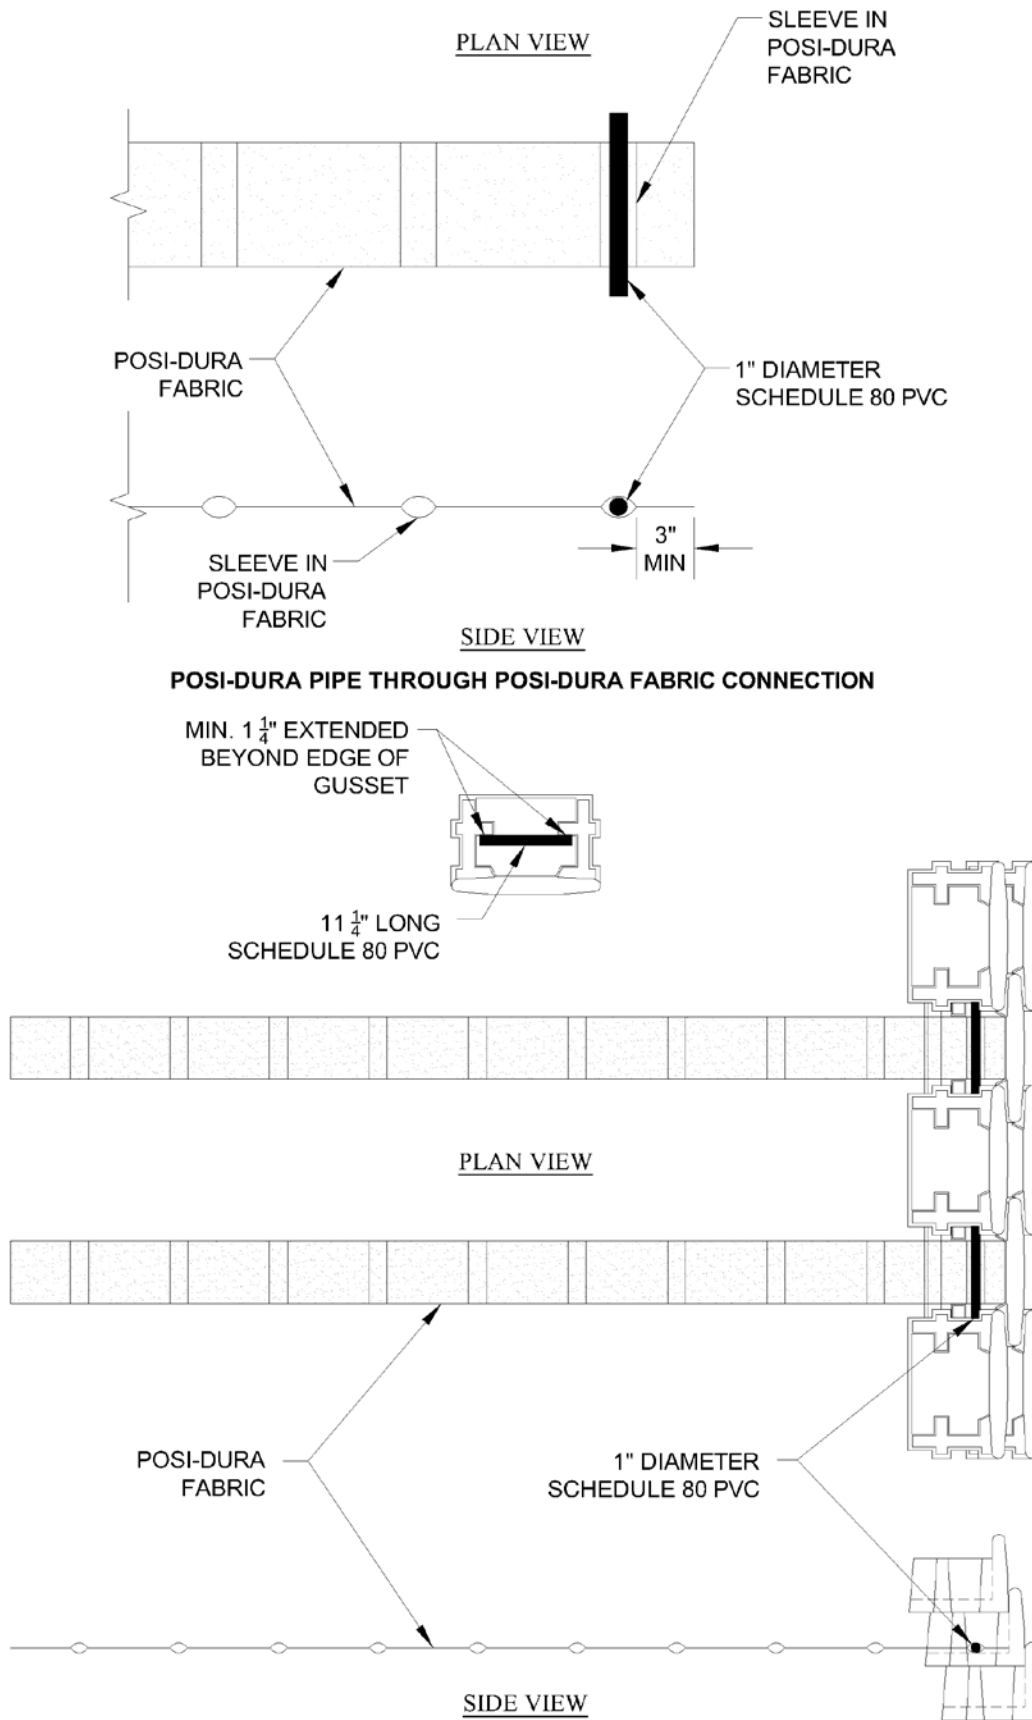 PLAN VIEW
SLEEVE IN
POSI-DURA
FABRIC
POSI-DURA
FABRIC
1" DIAMETER
SCHEDULE 80 PVC
SLEEVE IN
POSI-DURA
FABRIC
3"
MIN
SIDE VIEW
POSI-DURA PIPE THROUGH POSI-DURA FABRIC CONNECTION
MIN. 1 1/4" EXTENDED
BEYOND EDGE OF
GUSSET
11 1/4" LONG
SCHEDULE 80 PVC
PLAN VIEW
POSI-DURA
FABRIC
1" DIAMETER
SCHEDULE 80 PVC
SIDE VIEW